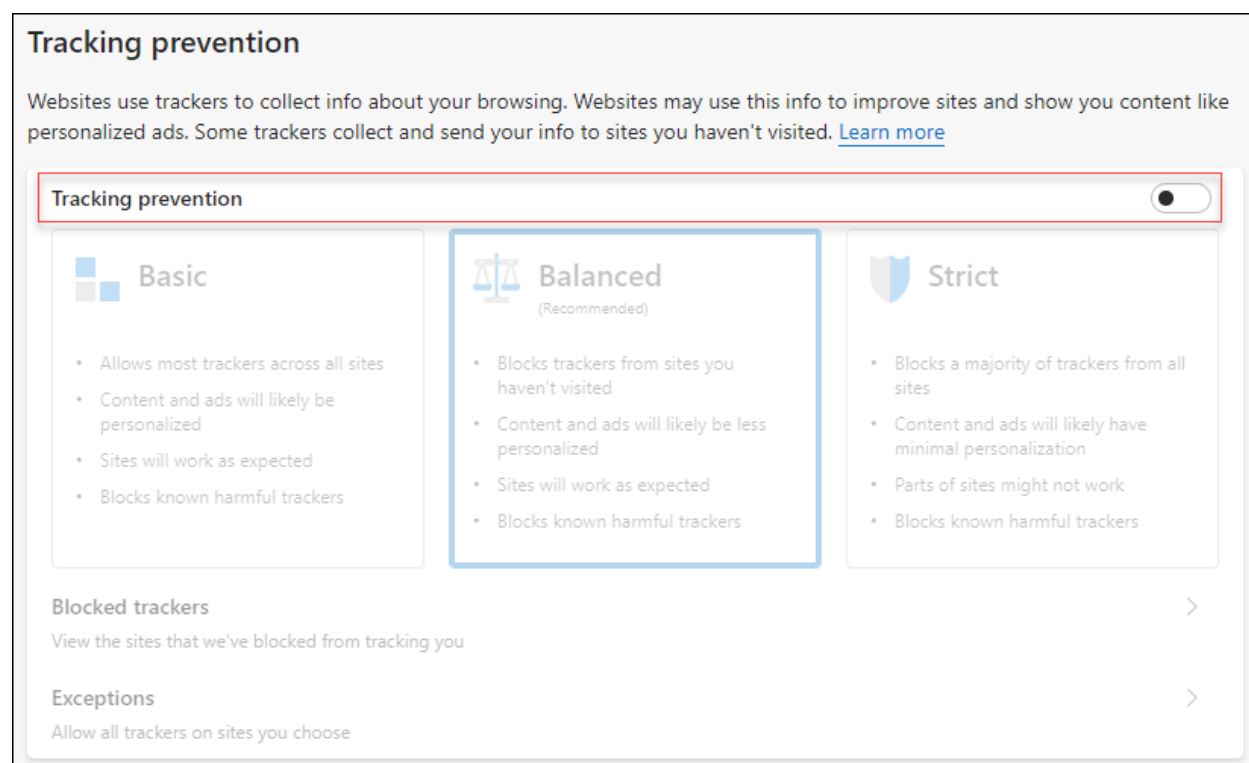 Tracking prevention
Websites use trackers to collect info about your browsing. Websites may use this info to improve sites and show you content like
personalized ads. Some trackers collect and send your info to sites you haven't visited. Learn more
Tracking prevention
Basic
• Allows most trackers across all sites
• Content and ads will likely be
personalized
• Sites will work as expected
• Blocks known harmful trackers
Balanced
(Recommended)
• Blocks trackers from sites you
haven't visited
• Content and ads will likely be less
personalized
• Sites will work as expected
• Blocks known harmful trackers
Strict
• Blocks a majority of trackers from all
sites
• Content and ads will likely have
minimal personalization
• Parts of sites might not work
• Blocks known harmful trackers
Blocked trackers
View the sites that we've blocked from tracking you
Exceptions
Allow all trackers on sites you choose